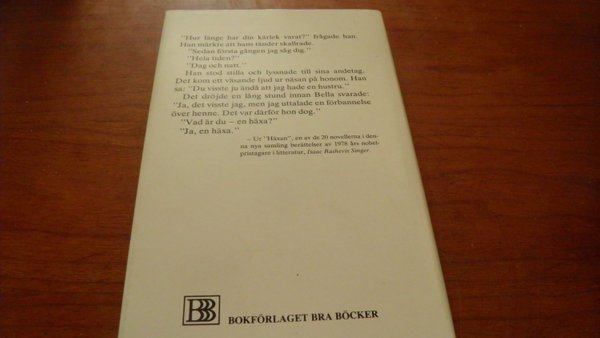 "Hur länge har din kärlek varat?" frågade han.
Han märkte att hans tänder skallrade.
"Sedan första gången jag såg dig."
"Hela tiden?"
"Dag och natt."
Han stod stilla och lyssnade till sina andetag.
Det kom ett väsande ljud ur näsan på honom. Han
sa: "Du visste ju ändå att jag hade en hustru."
Det dröjde en lång stund innan Bella svarade:
"Ja, det visste jag, men jag uttalade en förbannelse
över henne. Det var därför hon dog."
"Vad är du – en häxa?"
"Ja, en häxa."
– Ur "Häxan", en av de 20 novellerna i den-
na nya samling berättelser av 1978 års nobel-
pristagare i litteratur, Isaac Bashevis Singer.
BBB
BOKFÖRLAGET BRA BÖCKER